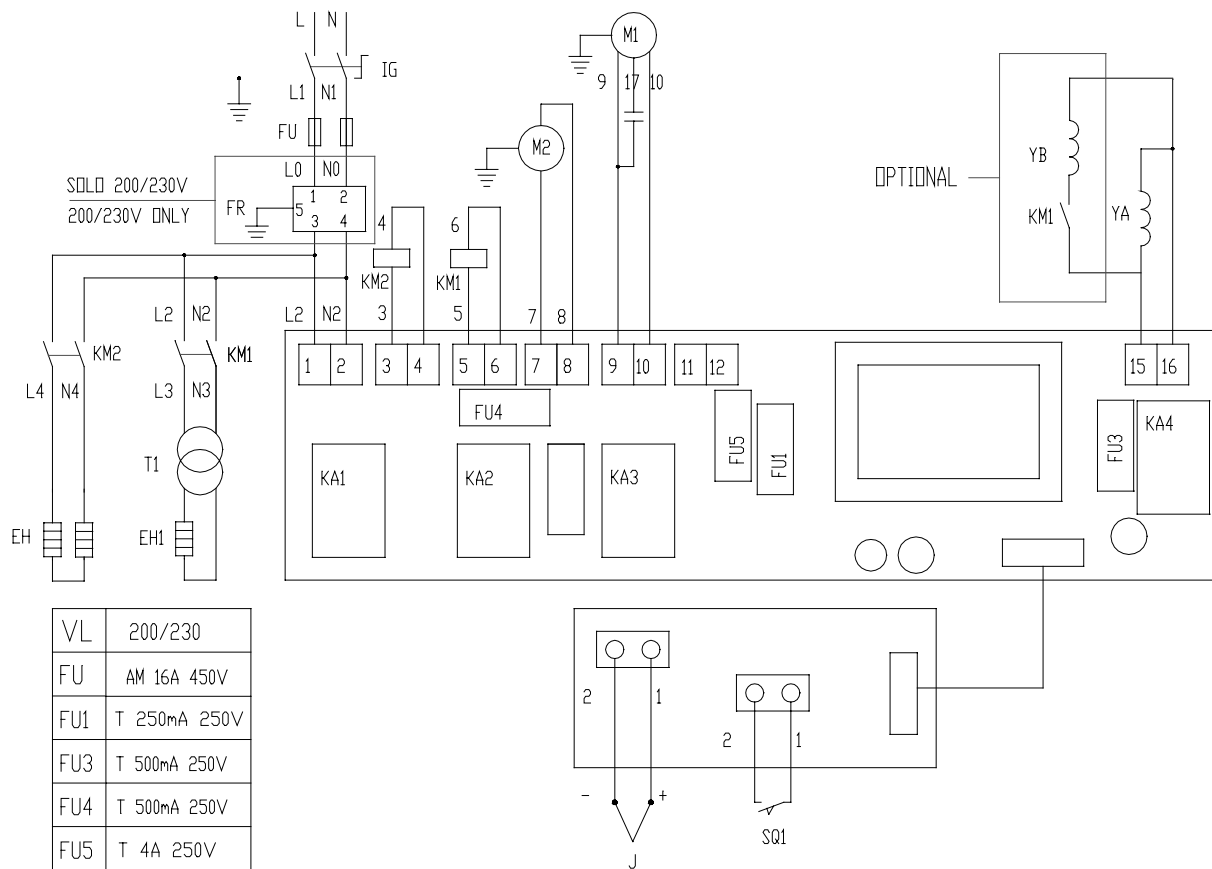 L N
M1
IG
9 17 10
L1 N1
FU
M2
YB
L0 N0
OPTIONAL
SOLO 200/230V
1 2
FR 5
200/230V ONLY
3 4
4
6
KM1
YA
KM2
KM1
L2 N2
L2 N2
3
5
7 8
KM2
KM1
1 2 3 4 5 6 7 8 9 10 11 12 15 16
L4 N4
L3 N3
FU4
FU5
FU1
FU3
KA4
T1
KA1
KA2
KA3
EH
EH1
VL 200/230
FU AM 16A 450V
FU1 T 250mA 250V
FU3 T 500mA 250V
FU4 T 500mA 250V
FU5 T 4A 250V
2 1
2 1
- +
SQ1
J